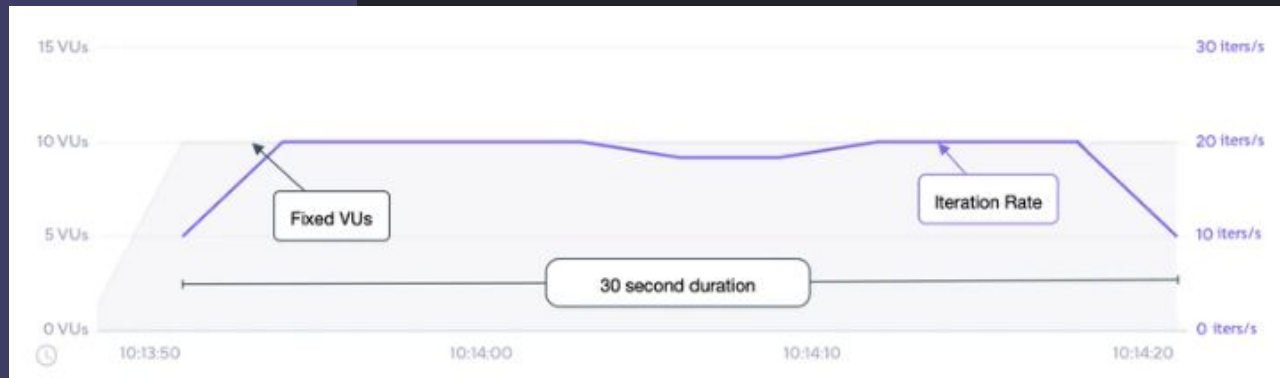 15 VUs
30 iters/s
10 VUs
20 iters/s
Fixed VUs
Iteration Rate
5 VUs
10 iters/s
30 second duration
0 VUs
0 iters/s
10:13:50
10:14:00
10:14:10
10:14:20